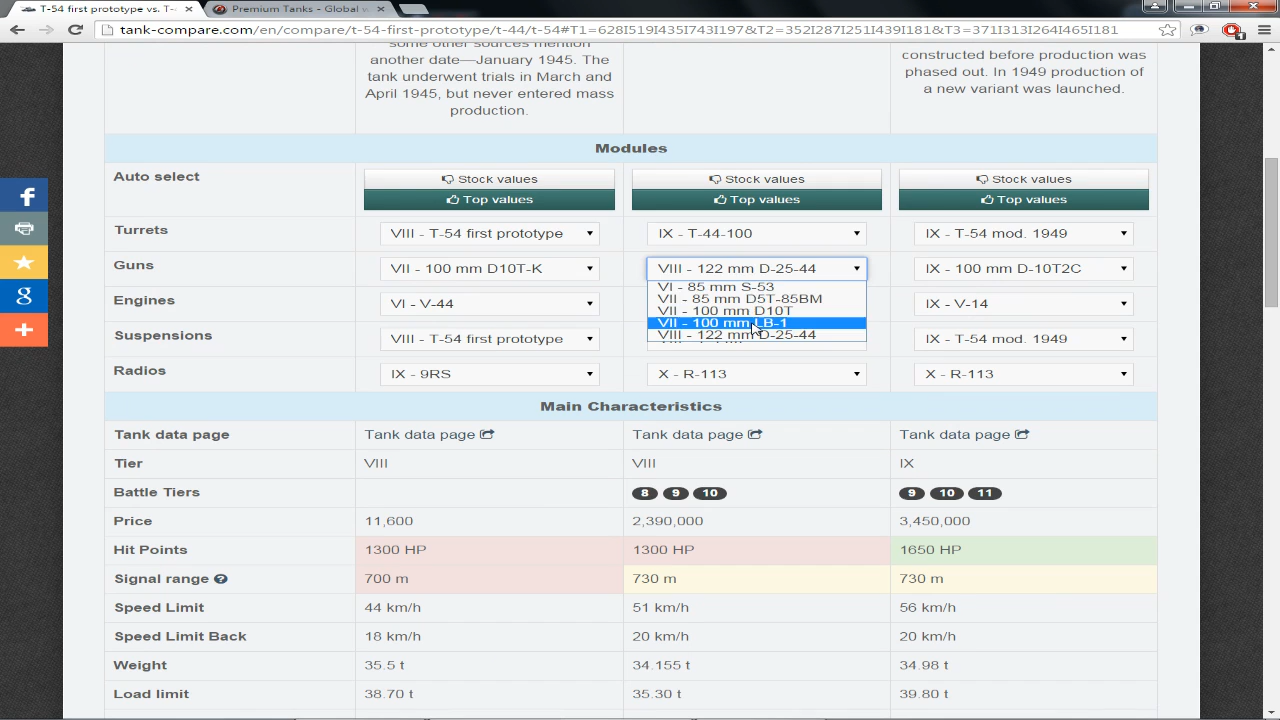 T-54 first prototype vs. T-
Premium Tanks - Global w
tank-compare.com/en/compare/t-54-first-prototype/t-44/t-54#T1=628I519I435I743I197&T2=352I287I251I439I181&T3=371I313I264I465I181
some other sources mention
another date—January 1945. The
tank underwent trials in March and
April 1945, but never entered mass
production.
constructed before production was
phased out. In 1949 production of
a new variant was launched.
Modules
Auto select
Stock values
Top values
Stock values
Top values
Stock values
Top values
Turrets
VIII - T-54 first prototype
IX - T-44-100
IX - T-54 mod. 1949
Guns
VII - 100 mm D10T-K
VIII - 122 mm D-25-44
IX - 100 mm D-10T2C
VI - 85 mm S-53
VII - 85 mm D5T-85BM
VII - 100 mm D10T
VII - 100 mm LB-1
VIII - 122 mm D-25-44
Engines
VI - V-44
IX - V-14
Suspensions
VIII - T-54 first prototype
IX - T-54 mod. 1949
Radios
IX - 9RS
X - R-113
X - R-113
Main Characteristics
Tank data page
Tank data page
Tank data page
Tank data page
Tier
VIII
VIII
IX
Battle Tiers
8 9 10
9 10 11
Price
11,600
2,390,000
3,450,000
Hit Points
1300 HP
1300 HP
1650 HP
Signal range ?
700 m
730 m
730 m
Speed Limit
44 km/h
51 km/h
56 km/h
Speed Limit Back
18 km/h
20 km/h
20 km/h
Weight
35.5 t
34.155 t
34.98 t
Load limit
38.70 t
35.30 t
39.80 t